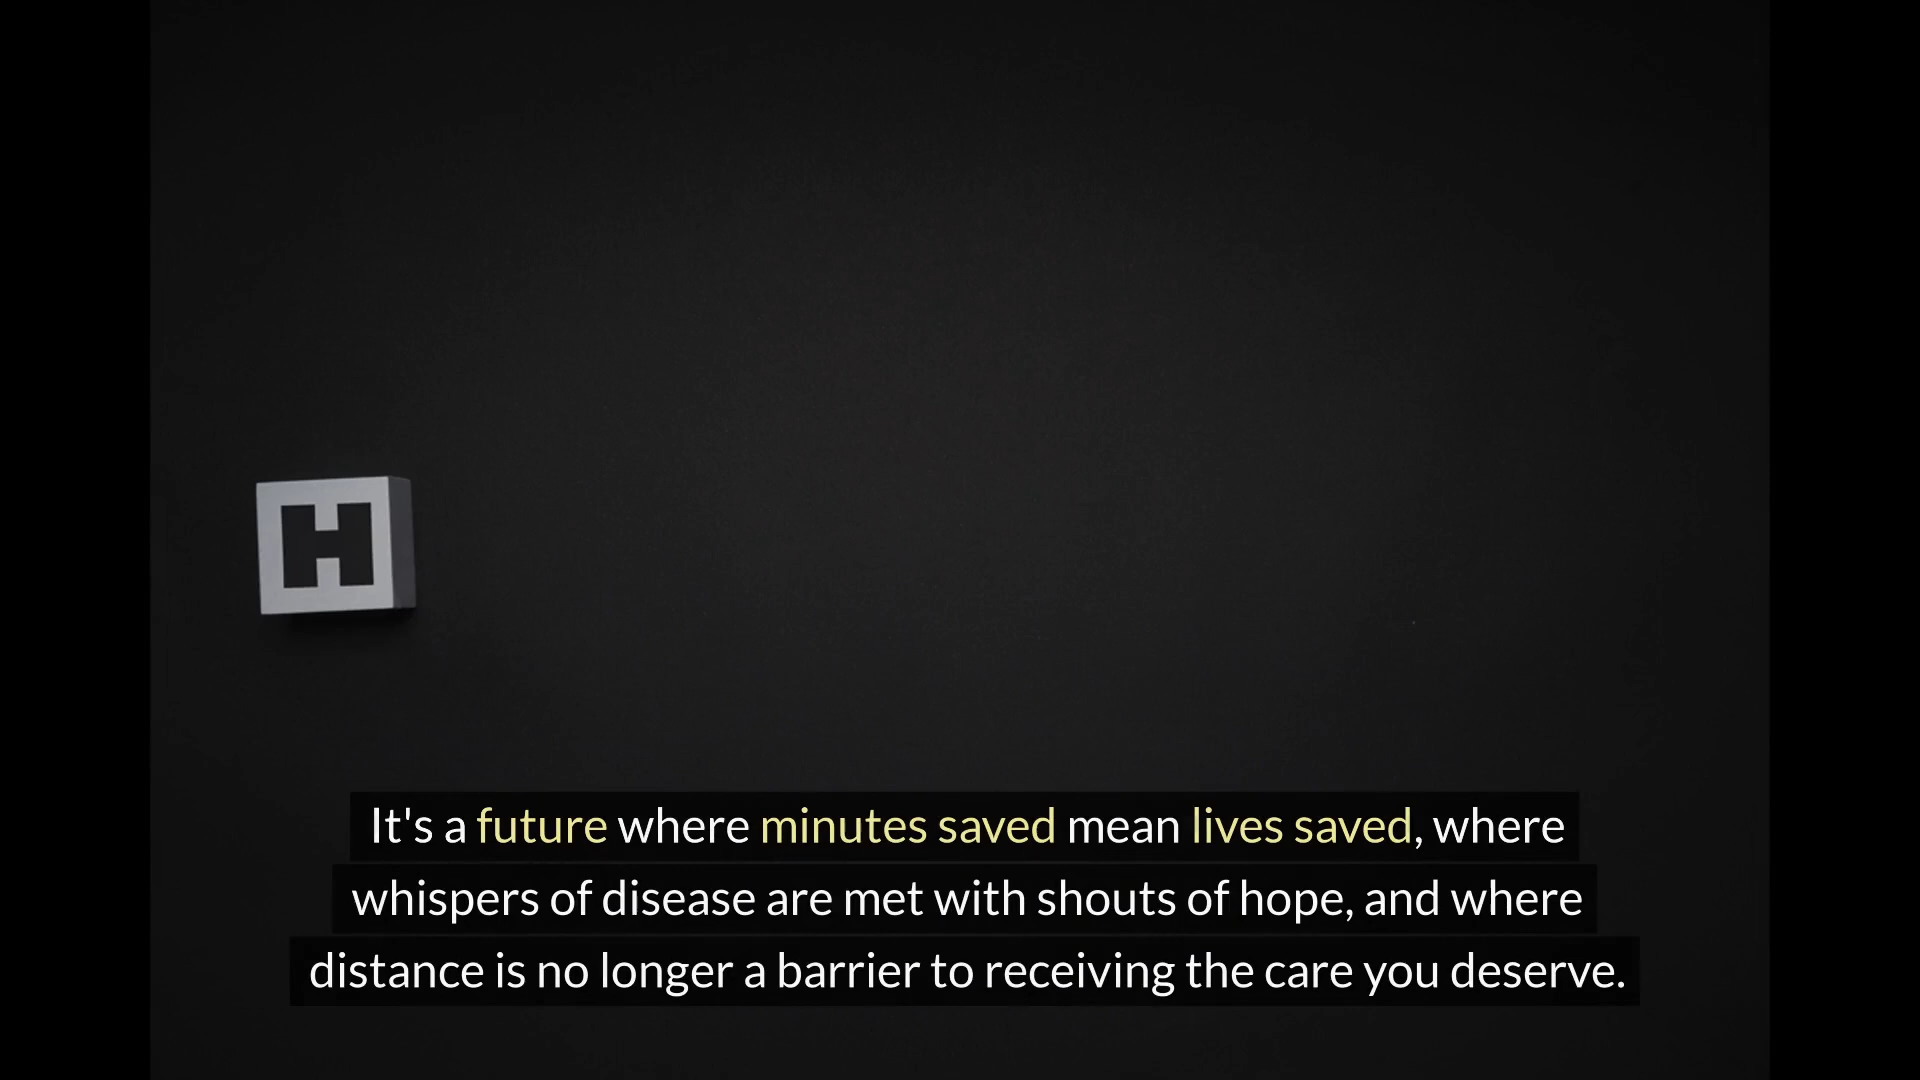 H
It's a future where minutes saved mean lives saved, where
whispers of disease are met with shouts of hope, and where
distance is no longer a barrier to receiving the care you deserve.